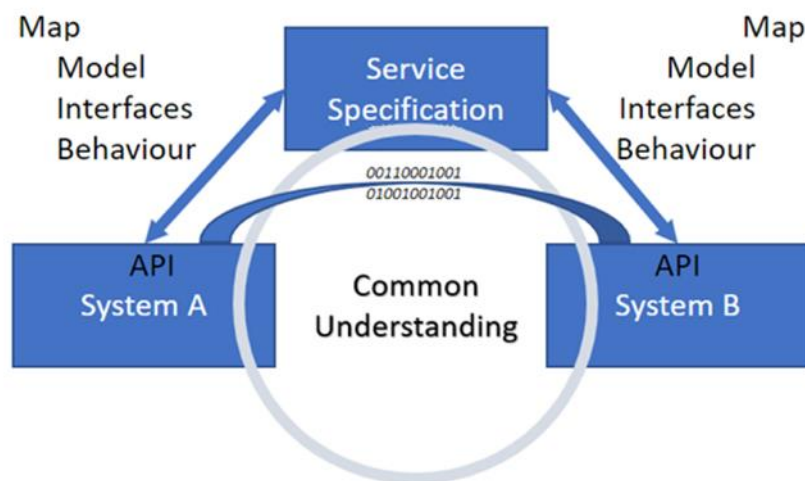 Map
Model
Interfaces
Behaviour
Service
Specification
Map
Model
Interfaces
Behaviour
00110001001
01001001001
API
System A
Common
Understanding
API
System B